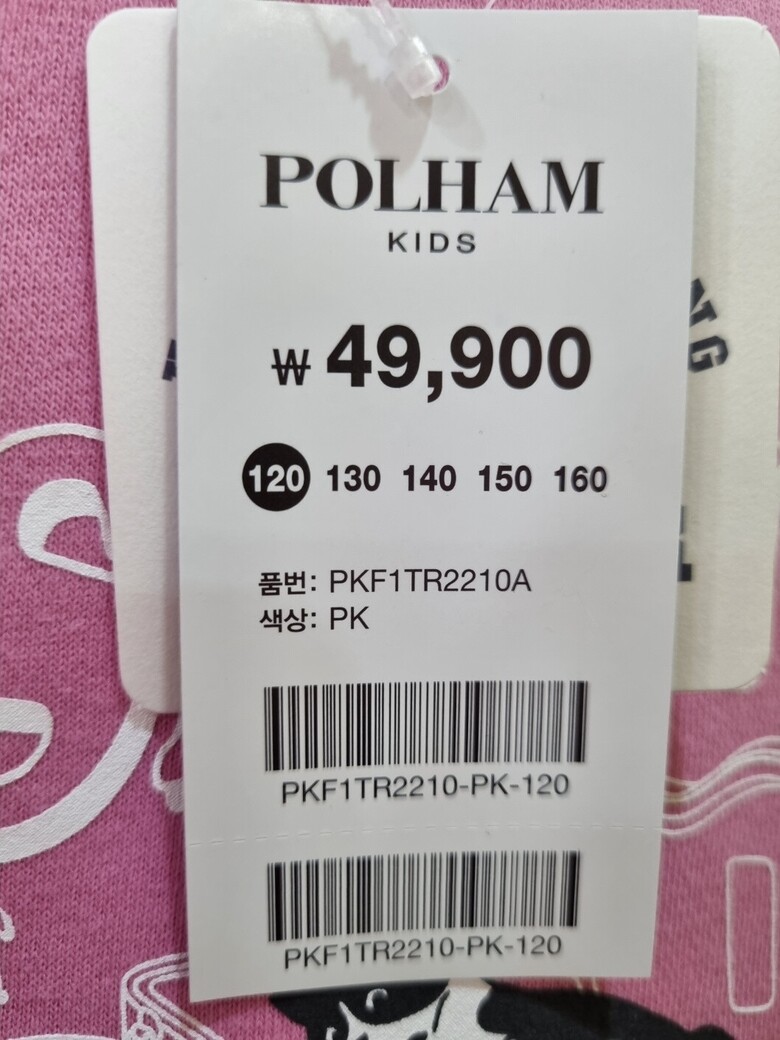 POLHAM
KIDS
₩ 49,900
120 130 140 150 160
품번: PKF1TR2210A
색상: PK
PKF1TR2210-PK-120
PKF1TR2210-PK-120